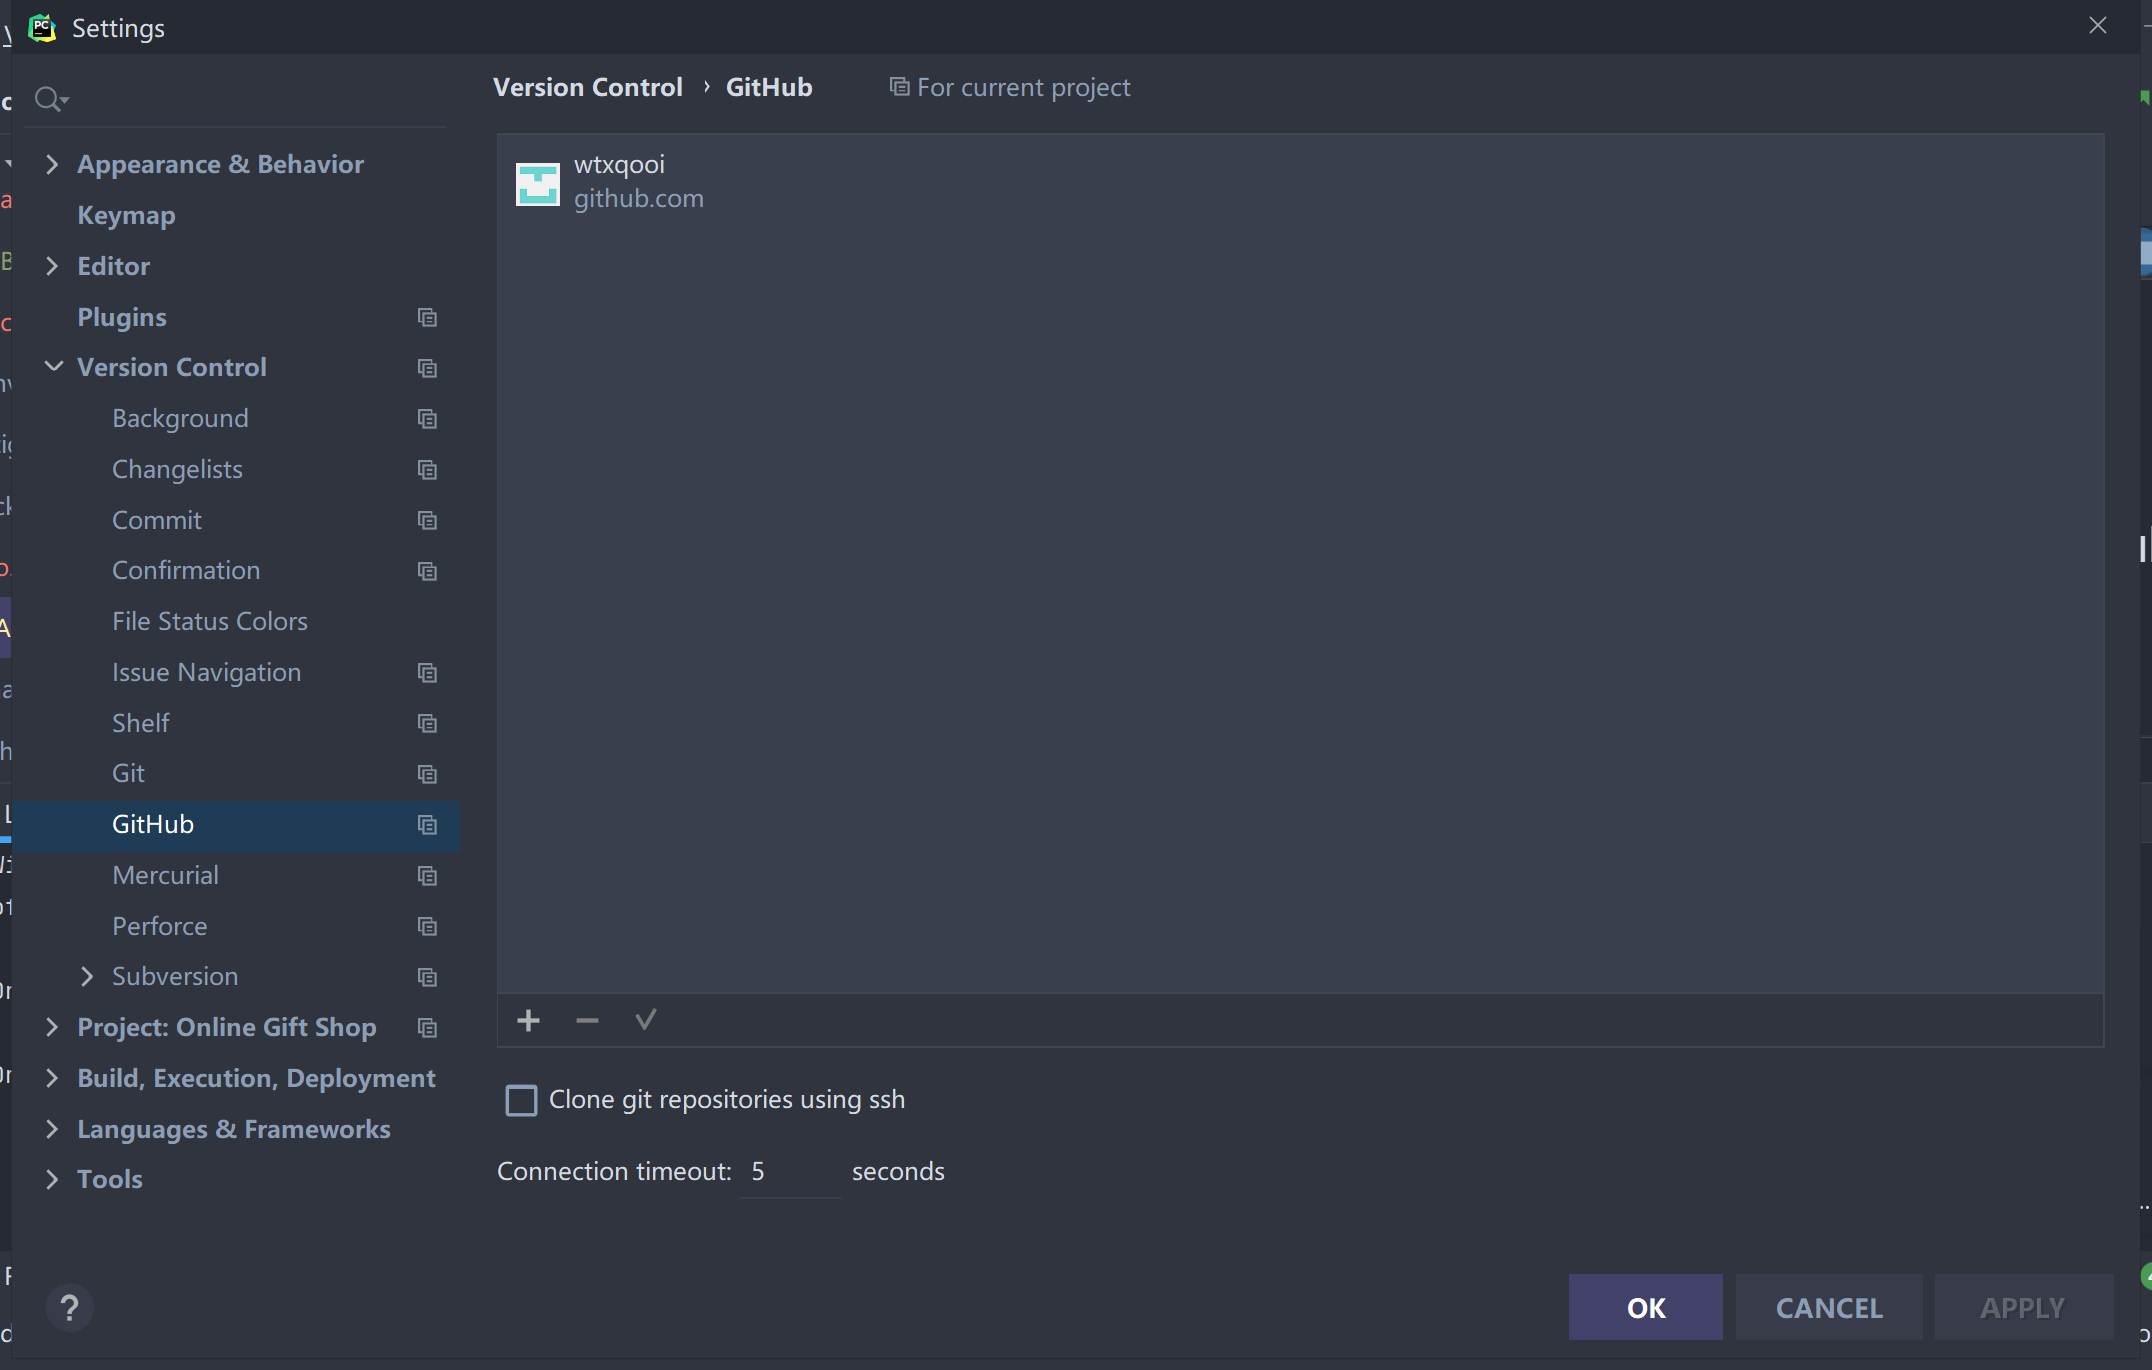 Settings
Version Control › GitHub
For current project
Appearance & Behavior
Keymap
Editor
Plugins
Version Control
Background
Changelists
Commit
Confirmation
File Status Colors
Issue Navigation
Shelf
Git
GitHub
Mercurial
Perforce
Subversion
Project: Online Gift Shop
Build, Execution, Deployment
Languages & Frameworks
Tools
wtxqooi
github.com
Clone git repositories using ssh
Connection timeout: 5 seconds
?
OK
CANCEL
APPLY